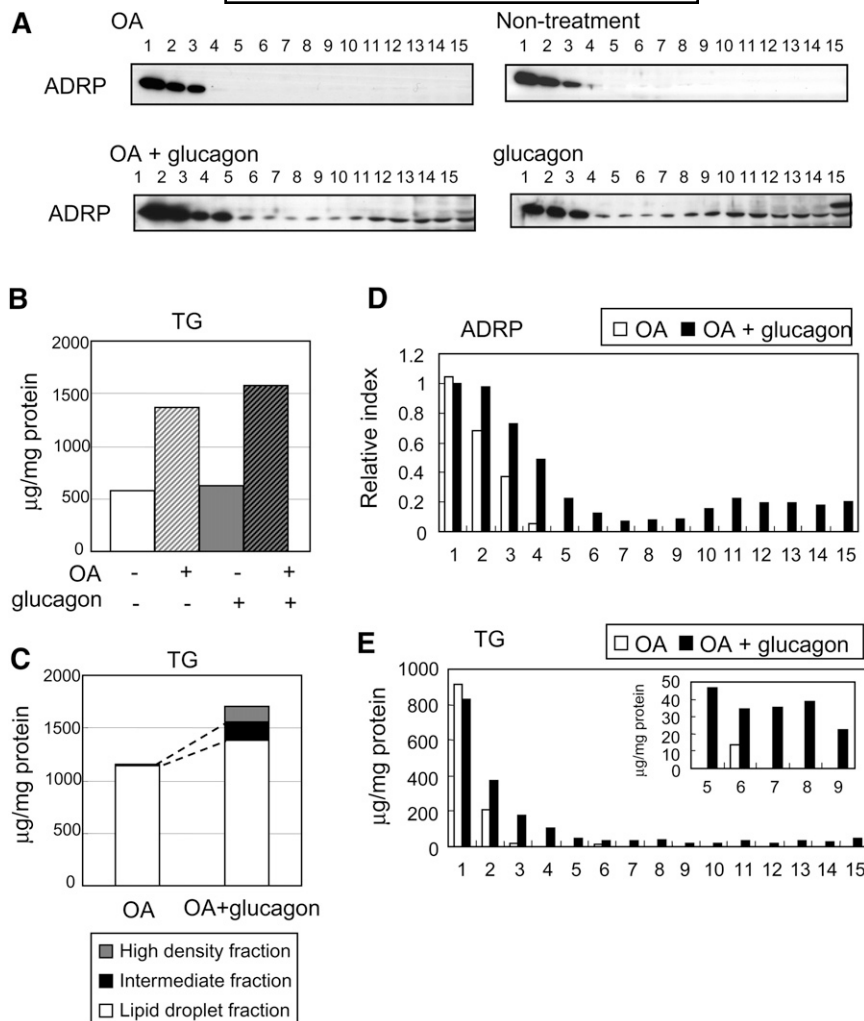 A
OA
1 2 3 4 5 6 7 8 9 10 11 12 13 14 15
ADRP
Non-treatment
1 2 3 4 5 6 7 8 9 10 11 12 13 14 15
OA + glucagon
1 2 3 4 5 6 7 8 9 10 11 12 13 14 15
ADRP
glucagon
1 2 3 4 5 6 7 8 9 10 11 12 13 14 15
B
TG
µg/mg protein
2000
1500
1000
500
0
OA - + - +
glucagon - - + +
C
TG
µg/mg protein
2000
1500
1000
500
0
OA OA+glucagon
High density fraction
Intermediate fraction
Lipid droplet fraction
D
ADRP
OA OA + glucagon
Relative index
1.2
1
0.8
0.6
0.4
0.2
0
1 2 3 4 5 6 7 8 9 10 11 12 13 14 15
E
TG
OA OA + glucagon
µg/mg protein
1000
800
600
400
200
0
1 2 3 4 5 6 7 8 9 10 11 12 13 14 15
µg/mg protein
50
40
30
20
10
0
5 6 7 8 9